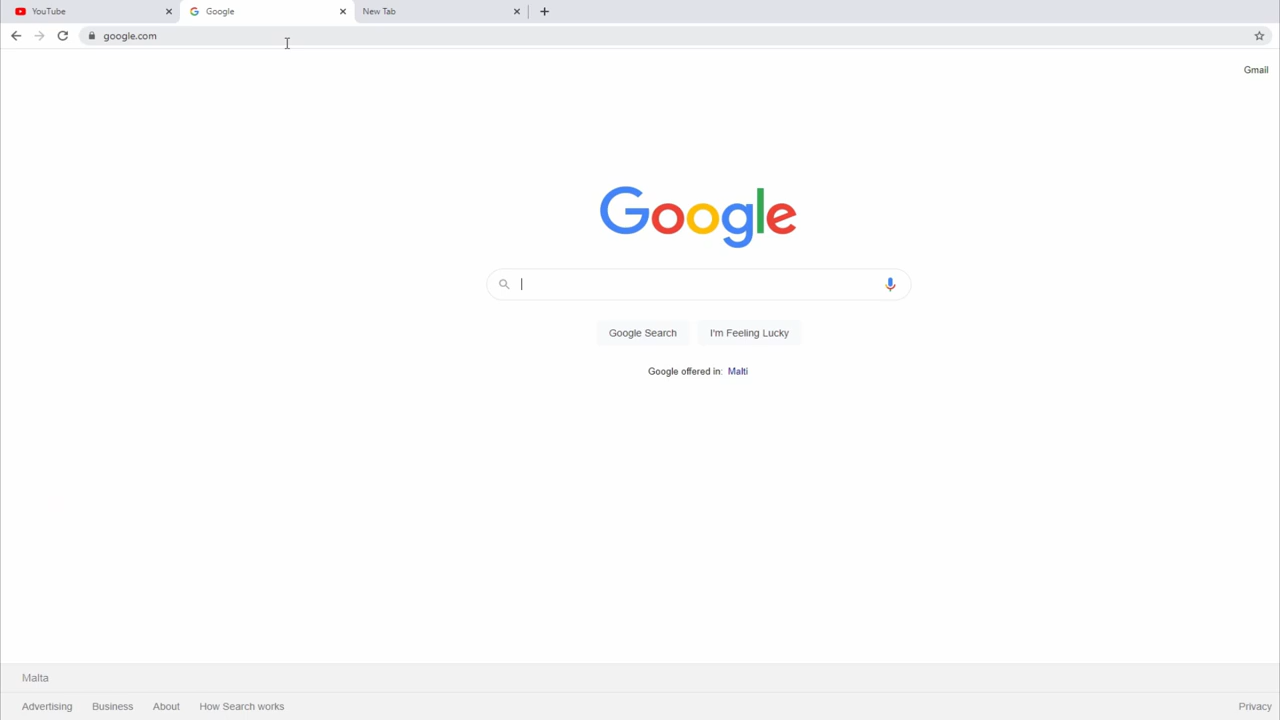 YouTube
Google
New Tab
google.com
Gmail
Google
Google Search
I'm Feeling Lucky
Google offered in: Malti
Malta
Advertising
Business
About
How Search works
Privacy